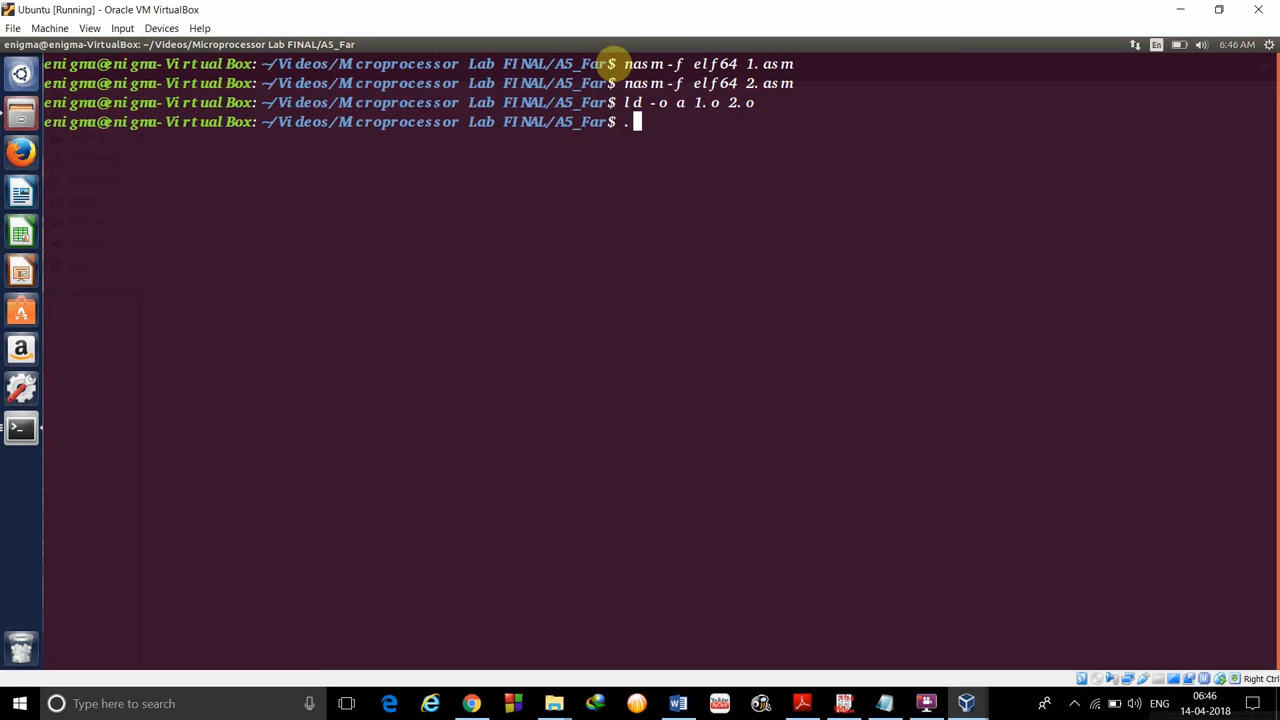 Ubuntu [Running] - Oracle VM VirtualBox
File Machine View Input Devices Help
enigma@enigma-VirtualBox: ~/Videos/Microprocessor Lab FINAL/A5_Far
En 6:46 AM
enigma@enigma-VirtualBox:~/Videos/Microprocessor Lab FINAL/A5_Far$ nasm -f elf64 1.asm
enigma@enigma-VirtualBox:~/Videos/Microprocessor Lab FINAL/A5_Far$ nasm -f elf64 2.asm
enigma@enigma-VirtualBox:~/Videos/Microprocessor Lab FINAL/A5_Far$ ld -o a 1.o 2.o
enigma@enigma-VirtualBox:~/Videos/Microprocessor Lab FINAL/A5_Far$ .
Right Ctrl
Type here to search
ENG
06:46
14-04-2018